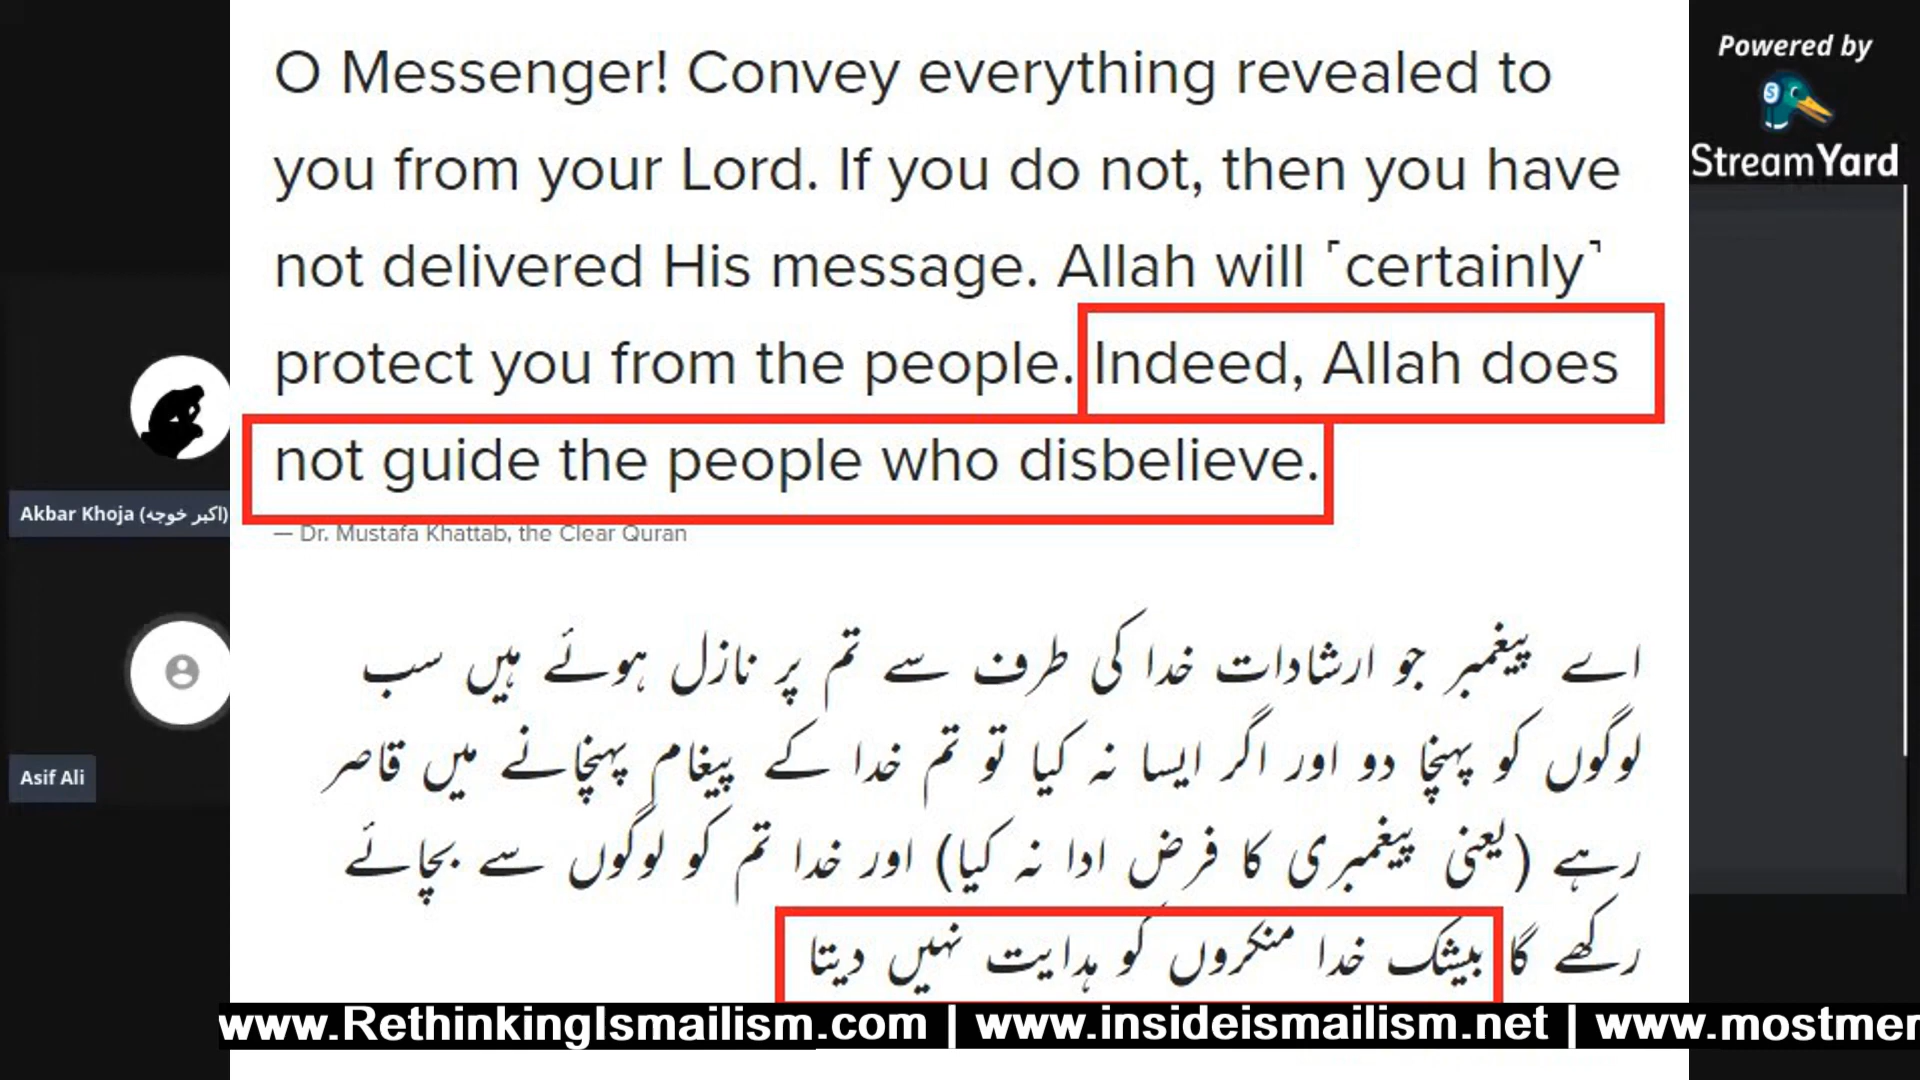 O Messenger! Convey everything revealed to
you from your Lord. If you do not, then you have
not delivered His message. Allah will ⸢certainly⸣
protect you from the people. Indeed, Allah does
not guide the people who disbelieve.
— Dr. Mustafa Khattab, the Clear Quran
اے پیغمبر جو ارشادات خدا کی طرف سے تم پر نازل ہوئے ہیں سب
لوگوں کو پہنچا دو اور اگر ایسا نہ کیا تو تم خدا کے پیغام پہنچانے میں قاصر
رہے (یعنی پیغمبری کا فرض ادا نہ کیا) اور خدا تم کو لوگوں سے بچائے
رکھے گا بیشک خدا منکروں کو ہدایت نہیں دیتا
Powered by
StreamYard
Akbar Khoja (اکبر خوجه)
Asif Ali
www.RethinkingIsmailism.com | www.insideismailism.net | www.mostmer